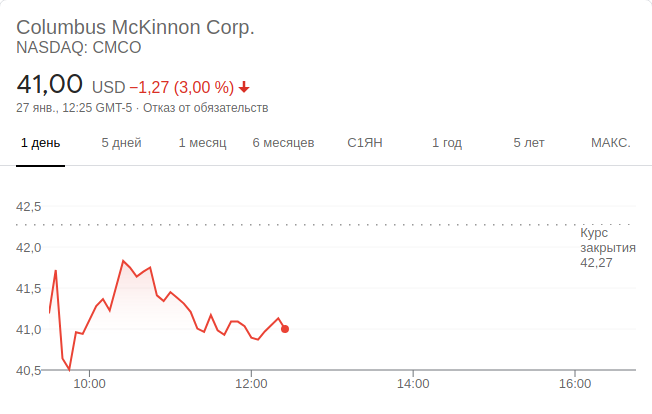 Columbus McKinnon Corp.
NASDAQ: CMCO
41,00 USD −1,27 (3,00 %)
27 янв., 12:25 GMT-5 · Отказ от обязательств
1 день 5 дней 1 месяц 6 месяцев С1ЯН 1 год 5 лет МАКС.
42,5
Курс
закрытия
42,27
42,0
41,5
41,0
40,5
10:00 12:00 14:00 16:00